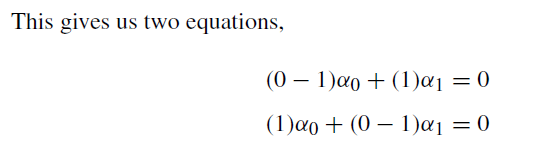 This gives us two equations,
(0 − 1)α₀ + (1)α₁ = 0
(1)α₀ + (0 − 1)α₁ = 0